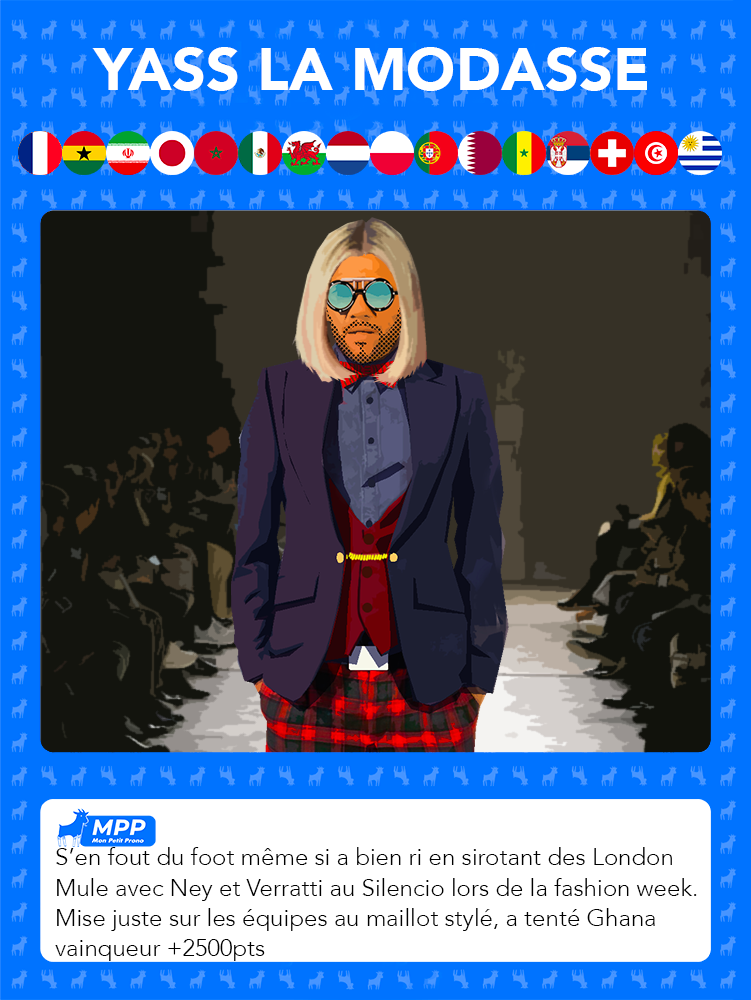 YASS LA MODASSE
MPP
Mon Petit Prono
S’en fout du foot même si a bien ri en sirotant des London
Mule avec Ney et Verratti au Silencio lors de la fashion week.
Mise juste sur les équipes au maillot stylé, a tenté Ghana
vainqueur +2500pts